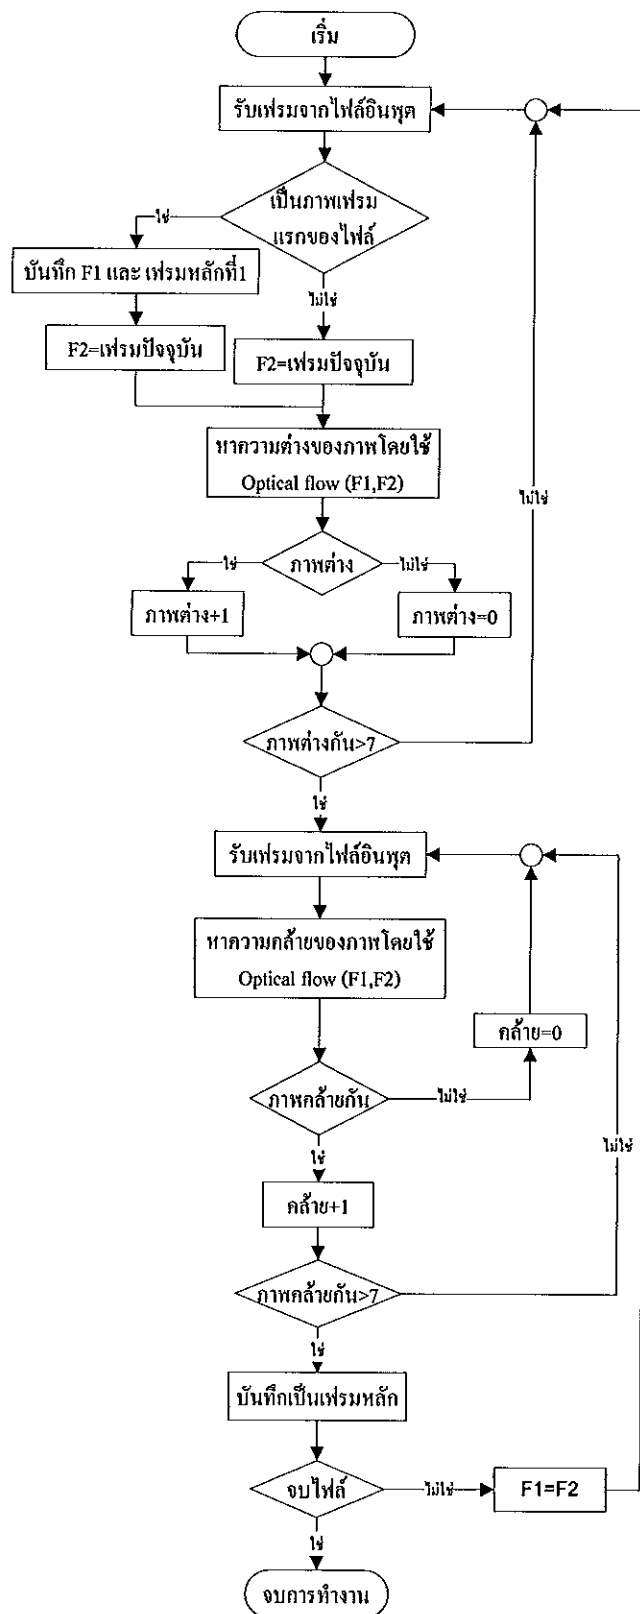 เริ่ม
รับเฟรมจากไฟล์อินพุต
เป็นภาพเฟรม
แรกของไฟล์
ใช่
บันทึก F1 และ เฟรมหลักที่1
ไม่ใช่
F2=เฟรมปัจจุบัน
F2=เฟรมปัจจุบัน
หาความต่างของภาพโดยใช้
Optical flow (F1,F2)
ไม่ใช่
ภาพต่าง
ใช่
ไม่ใช่
ภาพต่าง+1
ภาพต่าง=0
ภาพต่างกัน>7
ใช่
รับเฟรมจากไฟล์อินพุต
หาความคล้ายของภาพโดยใช้
Optical flow (F1,F2)
คล้าย=0
ภาพคล้ายกัน
ไม่ใช่
ไม่ใช่
ใช่
คล้าย+1
ภาพคล้ายกัน>7
ใช่
บันทึกเป็นเฟรมหลัก
จบไฟล์
ไม่ใช่
F1=F2
ใช่
จบการทำงาน